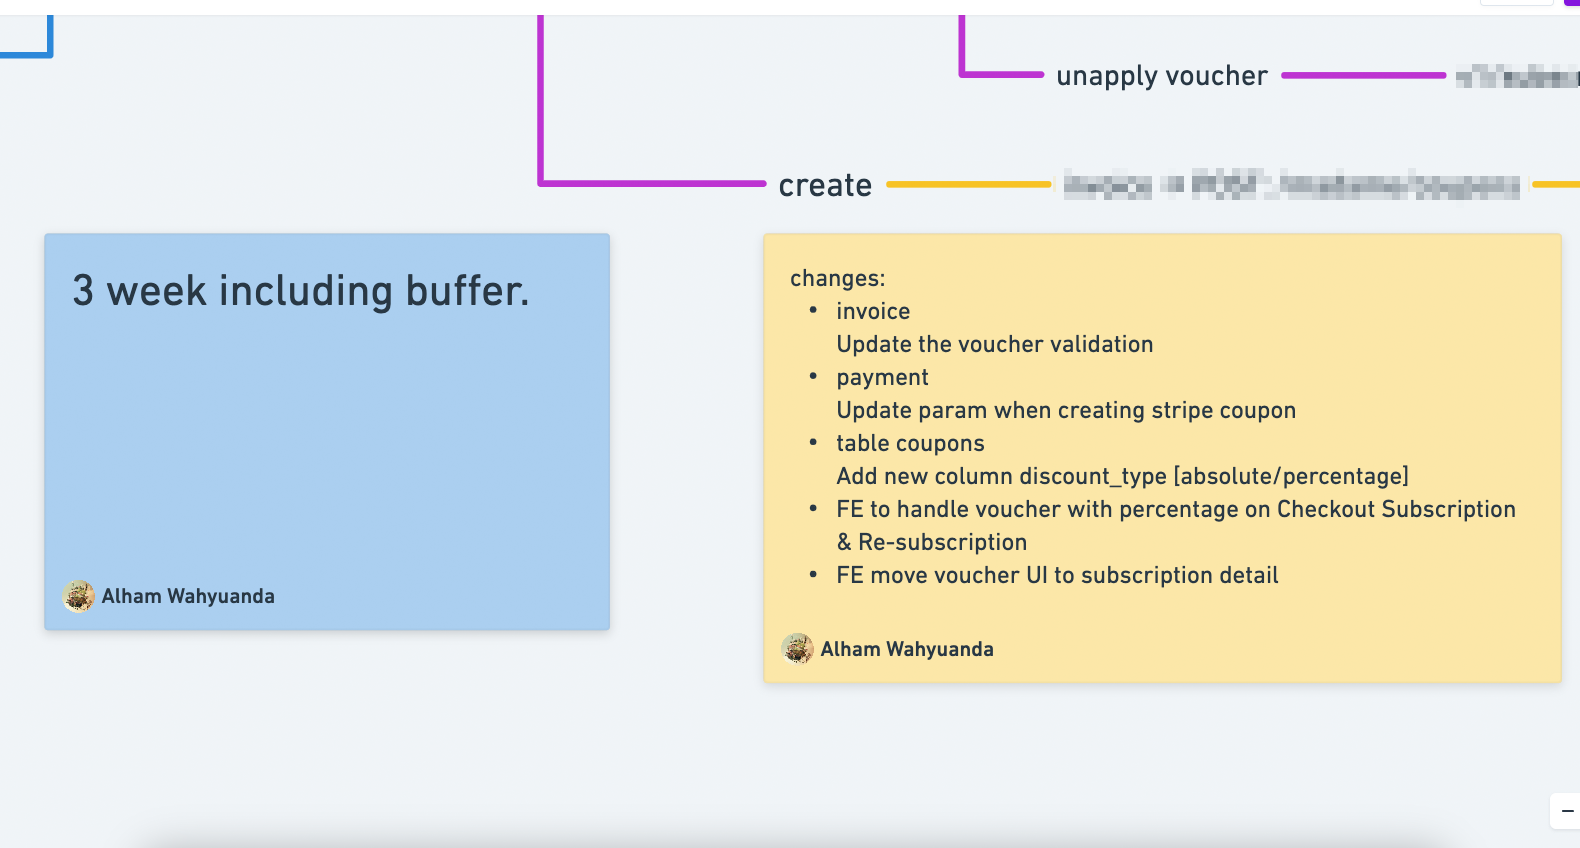 unapply voucher
create
3 week including buffer.
Alham Wahyuanda
changes:
• invoice
Update the voucher validation
• payment
Update param when creating stripe coupon
• table coupons
Add new column discount_type [absolute/percentage]
• FE to handle voucher with percentage on Checkout Subscription
& Re-subscription
• FE move voucher UI to subscription detail
Alham Wahyuanda